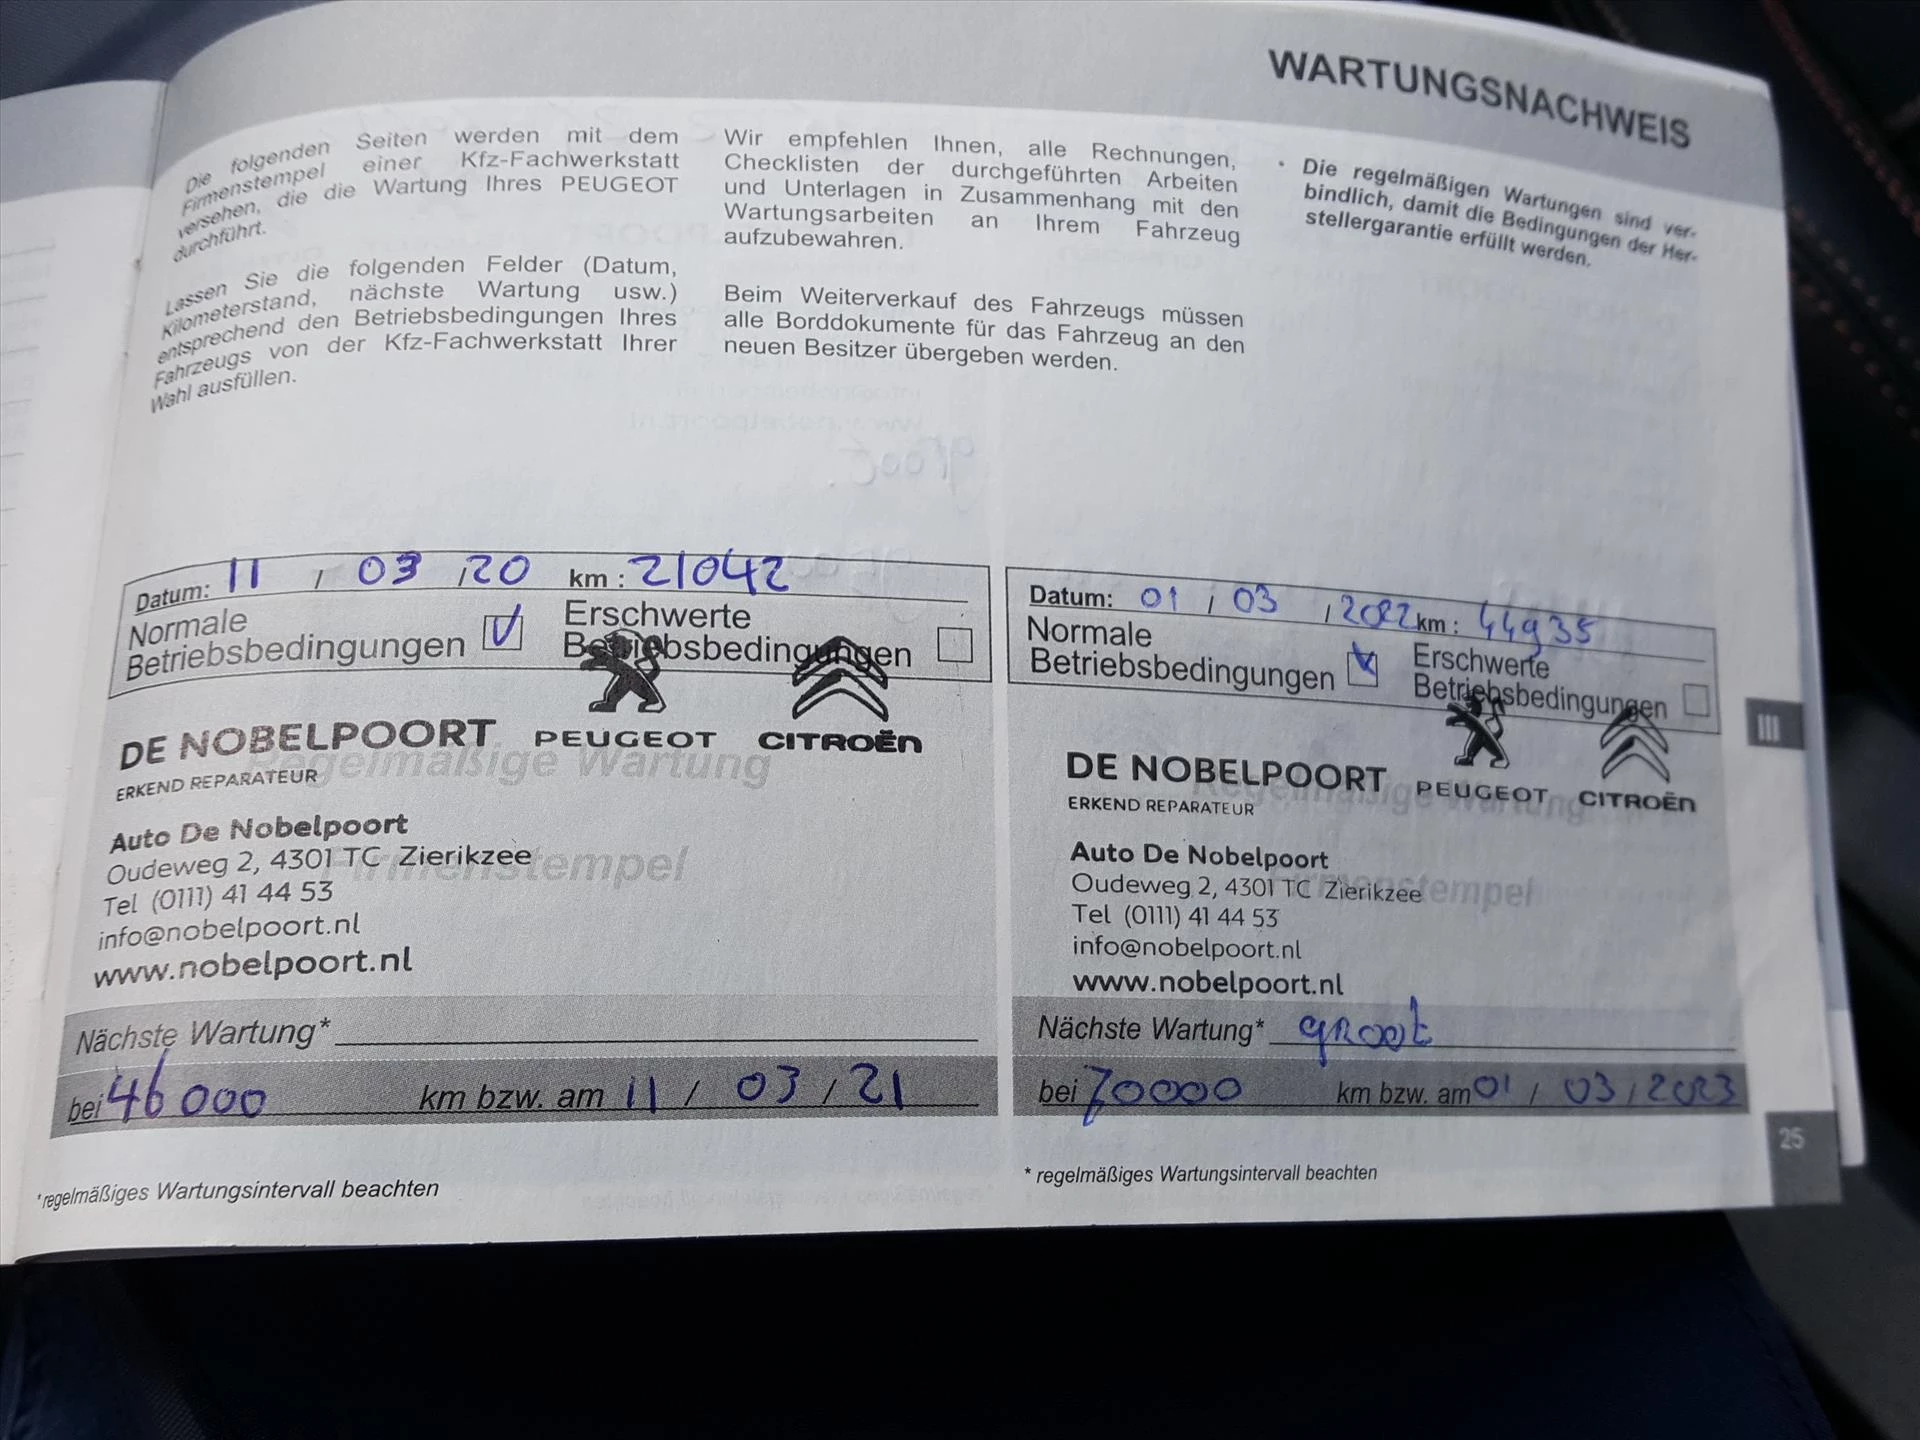 WARTUNGSNACHWEIS
Die folgenden Seiten werden mit dem
Firmenstempel einer Kfz-Fachwerkstatt
versehen, die die Wartung Ihres PEUGEOT
durchführt.
Lassen Sie die folgenden Felder (Datum,
Kilometerstand, nächste Wartung usw.)
entsprechend den Betriebsbedingungen Ihres
Fahrzeugs von der Kfz-Fachwerkstatt Ihrer
Wahl ausfüllen.
Wir empfehlen Ihnen, alle Rechnungen,
Checklisten der durchgeführten Arbeiten
und Unterlagen in Zusammenhang mit den
Wartungsarbeiten an Ihrem Fahrzeug
aufzubewahren.
Beim Weiterverkauf des Fahrzeugs müssen
alle Borddokumente für das Fahrzeug an den
neuen Besitzer übergeben werden.
• Die regelmäßigen Wartungen sind ver-
bindlich, damit die Bedingungen der Her-
stellergarantie erfüllt werden.
Datum: 11 / 03 / 20 km : 21042
Normale
Betriebsbedingungen
Erschwerte
Betriebsbedingungen
DE NOBELPOORT PEUGEOT CITROËN
Regelmäßige Wartung
ERKEND REPARATEUR
Auto De Nobelpoort
Oudeweg 2, 4301 TC Zierikzee
Firmenstempel
Tel (0111) 41 44 53
info@nobelpoort.nl
www.nobelpoort.nl
Nächste Wartung*
bei 46000 km bzw. am 11 / 03 / 21
*regelmäßiges Wartungsintervall beachten
Datum: 01 / 03 / 2022 km : 44935
Normale
Betriebsbedingungen
Erschwerte
Betriebsbedingungen
DE NOBELPOORT PEUGEOT CITROËN
Regelmäßige Wartung
ERKEND REPARATEUR
Auto De Nobelpoort
Oudeweg 2, 4301 TC Zierikzee
Firmenstempel
Tel (0111) 41 44 53
info@nobelpoort.nl
www.nobelpoort.nl
Nächste Wartung* groot
bei 70000 km bzw. am 01 / 03 / 2023
* regelmäßiges Wartungsintervall beachten
III
25